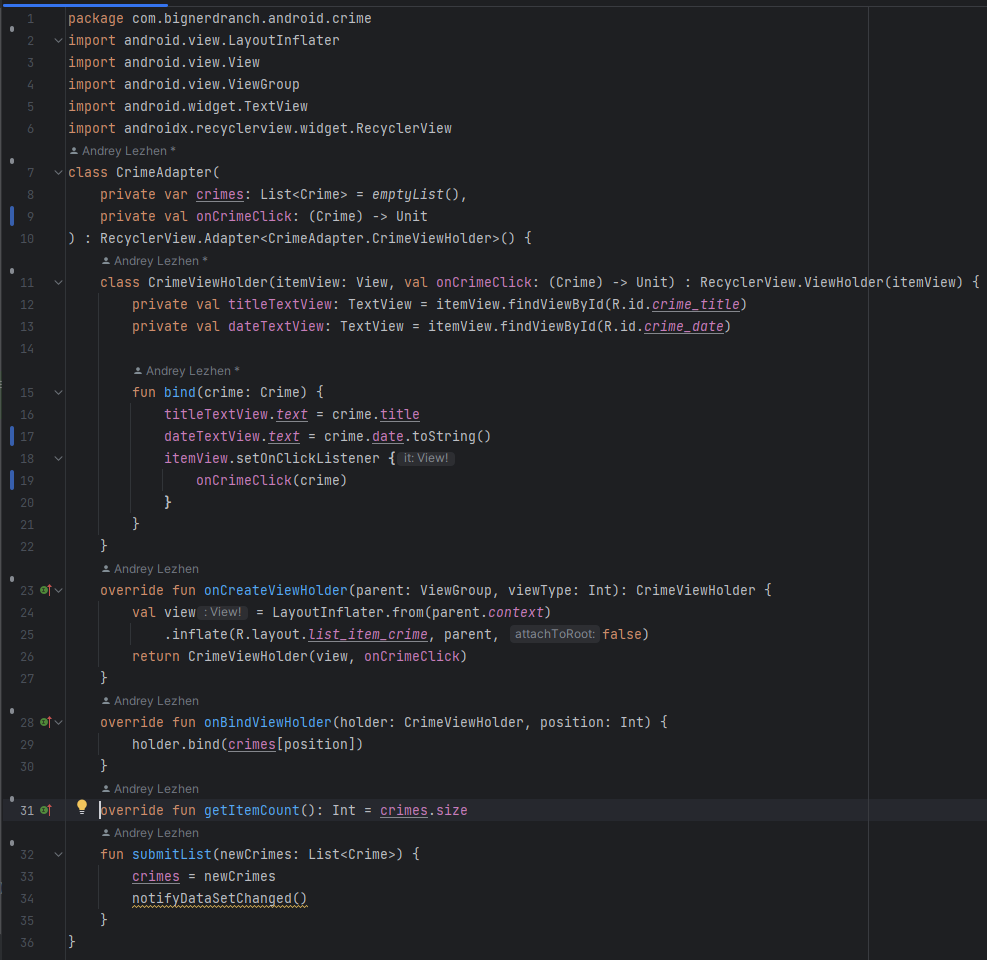 1 package com.bignerdranch.android.crime
2 import android.view.LayoutInflater
3 import android.view.View
4 import android.view.ViewGroup
5 import android.widget.TextView
6 import androidx.recyclerview.widget.RecyclerView
Andrey Lezhen *
7 class CrimeAdapter(
8     private var crimes: List<Crime> = emptyList(),
9     private val onCrimeClick: (Crime) -> Unit
10 ) : RecyclerView.Adapter<CrimeAdapter.CrimeViewHolder>() {
Andrey Lezhen *
11     class CrimeViewHolder(itemView: View, val onCrimeClick: (Crime) -> Unit) : RecyclerView.ViewHolder(itemView) {
12         private val titleTextView: TextView = itemView.findViewById(R.id.crime_title)
13         private val dateTextView: TextView = itemView.findViewById(R.id.crime_date)
14
Andrey Lezhen *
15         fun bind(crime: Crime) {
16             titleTextView.text = crime.title
17             dateTextView.text = crime.date.toString()
18             itemView.setOnClickListener { it: View!
19                 onCrimeClick(crime)
20             }
21         }
22     }
Andrey Lezhen
23     override fun onCreateViewHolder(parent: ViewGroup, viewType: Int): CrimeViewHolder {
24         val view : View! = LayoutInflater.from(parent.context)
25             .inflate(R.layout.list_item_crime, parent, attachToRoot: false)
26         return CrimeViewHolder(view, onCrimeClick)
27     }
Andrey Lezhen
28     override fun onBindViewHolder(holder: CrimeViewHolder, position: Int) {
29         holder.bind(crimes[position])
30     }
Andrey Lezhen
31     override fun getItemCount(): Int = crimes.size
Andrey Lezhen
32     fun submitList(newCrimes: List<Crime>) {
33         crimes = newCrimes
34         notifyDataSetChanged()
35     }
36 }